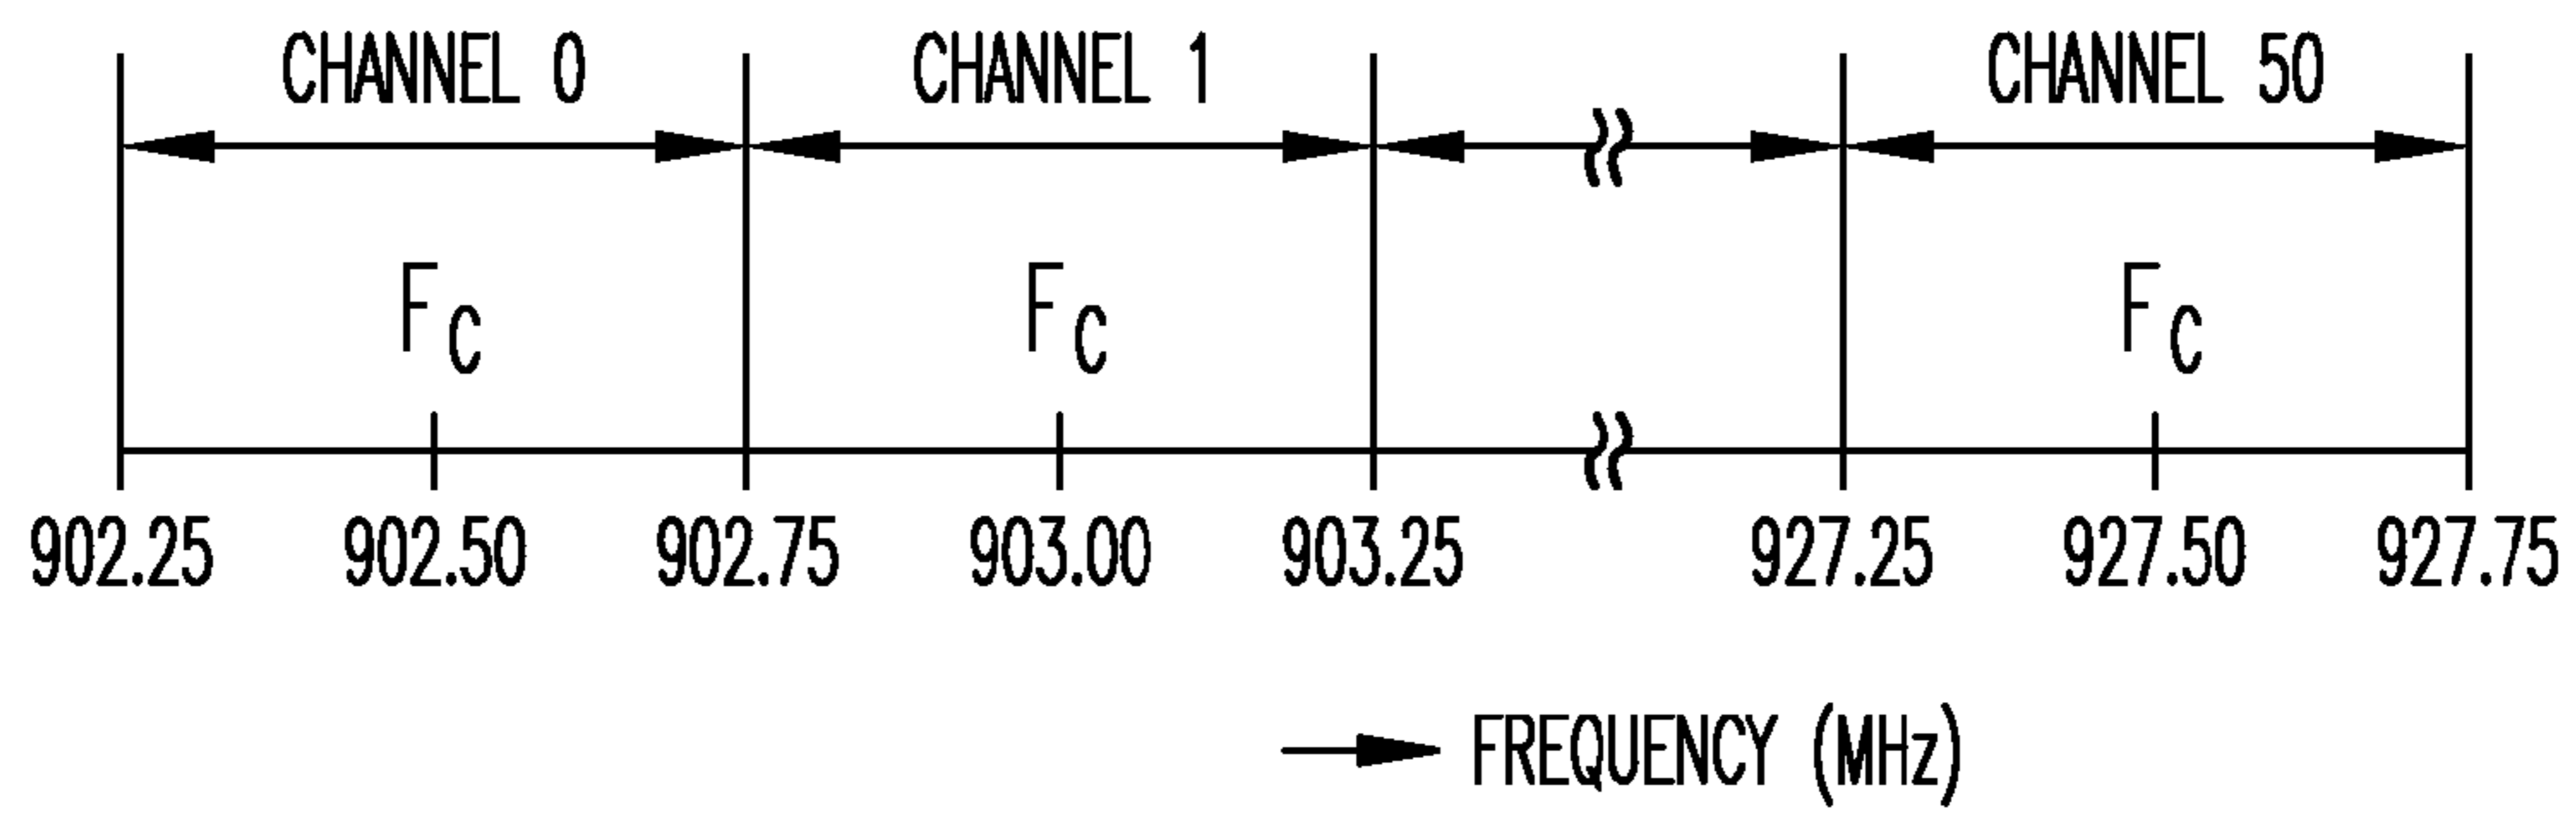 CHANNEL 0 CHANNEL 1 CHANNEL 50
FC FC FC
902.25 902.50 902.75 903.00 903.25 927.25 927.50 927.75
FREQUENCY (MHz)